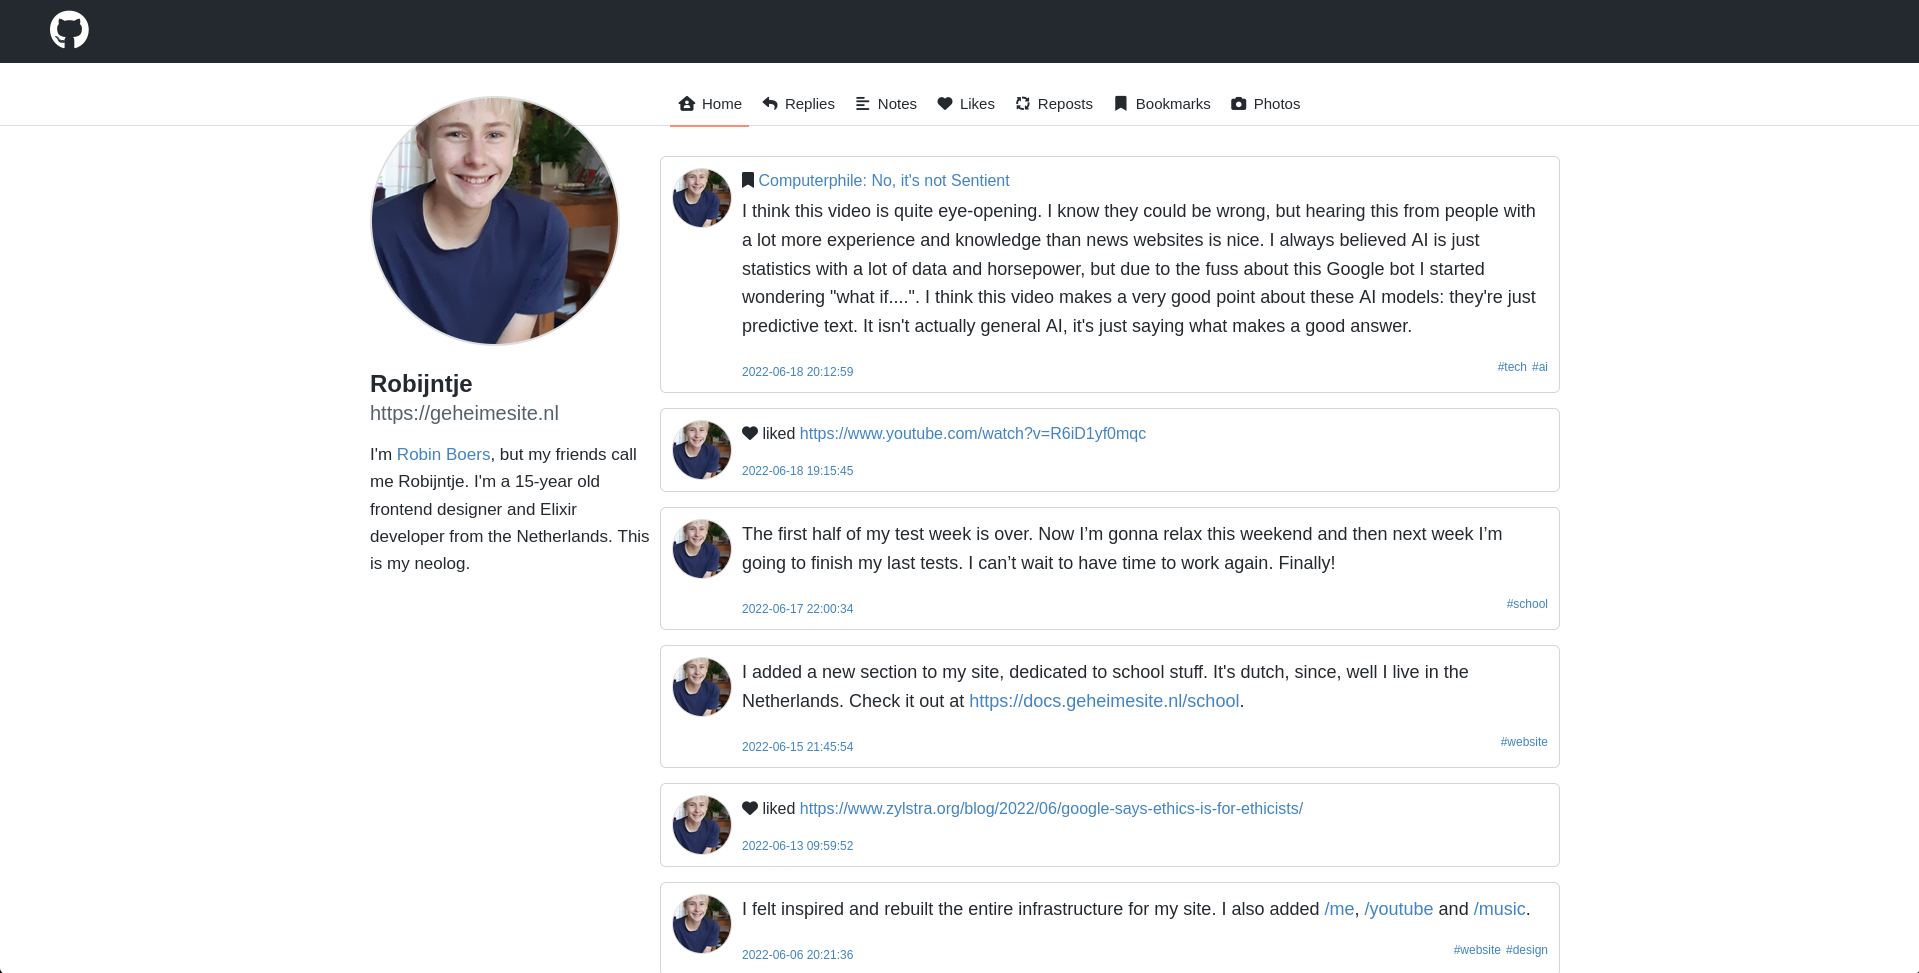 Home Replies Notes Likes Reposts Bookmarks Photos
Robijntje
https://geheimesite.nl
I'm Robin Boers, but my friends call
me Robijntje. I'm a 15-year old
frontend designer and Elixir
developer from the Netherlands. This
is my neolog.
Computerphile: No, it's not Sentient
I think this video is quite eye-opening. I know they could be wrong, but hearing this from people with
a lot more experience and knowledge than news websites is nice. I always believed AI is just
statistics with a lot of data and horsepower, but due to the fuss about this Google bot I started
wondering "what if....". I think this video makes a very good point about these AI models: they're just
predictive text. It isn't actually general AI, it's just saying what makes a good answer.
2022-06-18 20:12:59 #tech #ai
liked https://www.youtube.com/watch?v=R6iD1yf0mqc
2022-06-18 19:15:45
The first half of my test week is over. Now I’m gonna relax this weekend and then next week I’m
going to finish my last tests. I can’t wait to have time to work again. Finally!
2022-06-17 22:00:34 #school
I added a new section to my site, dedicated to school stuff. It's dutch, since, well I live in the
Netherlands. Check it out at https://docs.geheimesite.nl/school.
2022-06-15 21:45:54 #website
liked https://www.zylstra.org/blog/2022/06/google-says-ethics-is-for-ethicists/
2022-06-13 09:59:52
I felt inspired and rebuilt the entire infrastructure for my site. I also added /me, /youtube and /music.
2022-06-06 20:21:36 #website #design